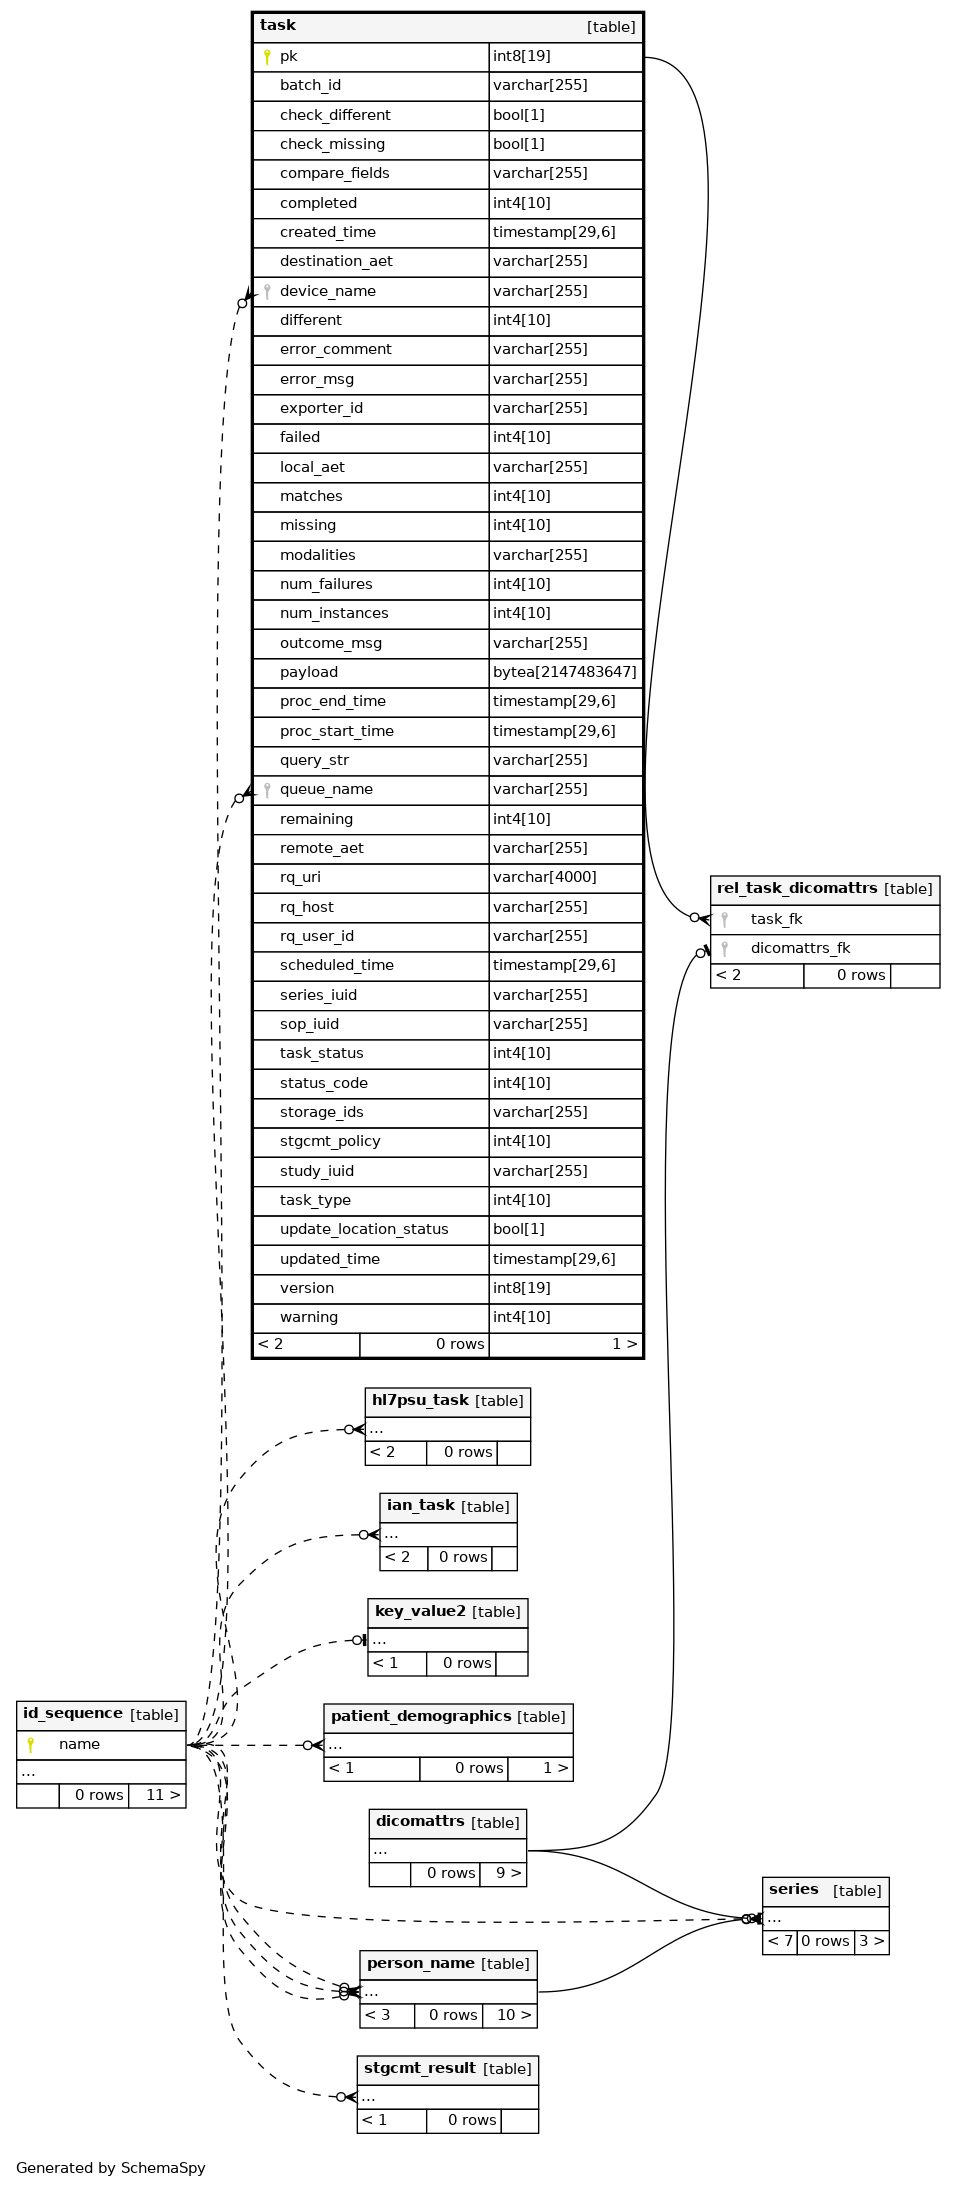 task [table]
pk int8[19]
batch_id varchar[255]
check_different bool[1]
check_missing bool[1]
compare_fields varchar[255]
completed int4[10]
created_time timestamp[29,6]
destination_aet varchar[255]
device_name varchar[255]
different int4[10]
error_comment varchar[255]
error_msg varchar[255]
exporter_id varchar[255]
failed int4[10]
local_aet varchar[255]
matches int4[10]
missing int4[10]
modalities varchar[255]
num_failures int4[10]
num_instances int4[10]
outcome_msg varchar[255]
payload bytea[2147483647]
proc_end_time timestamp[29,6]
proc_start_time timestamp[29,6]
query_str varchar[255]
queue_name varchar[255]
remaining int4[10]
remote_aet varchar[255]
rq_uri varchar[4000]
rq_host varchar[255]
rq_user_id varchar[255]
scheduled_time timestamp[29,6]
series_iuid varchar[255]
sop_iuid varchar[255]
task_status int4[10]
status_code int4[10]
storage_ids varchar[255]
stgcmt_policy int4[10]
study_iuid varchar[255]
task_type int4[10]
update_location_status bool[1]
updated_time timestamp[29,6]
version int8[19]
warning int4[10]
< 2 0 rows 1 >
rel_task_dicomattrs [table]
task_fk
dicomattrs_fk
< 2 0 rows
hl7psu_task [table]
...
< 2 0 rows
ian_task [table]
...
< 2 0 rows
key_value2 [table]
...
< 1 0 rows
id_sequence [table]
name
...
0 rows 11 >
patient_demographics [table]
...
< 1 0 rows 1 >
dicomattrs [table]
...
0 rows 9 >
series [table]
...
< 7 0 rows 3 >
person_name [table]
...
< 3 0 rows 10 >
stgcmt_result [table]
...
< 1 0 rows
Generated by SchemaSpy